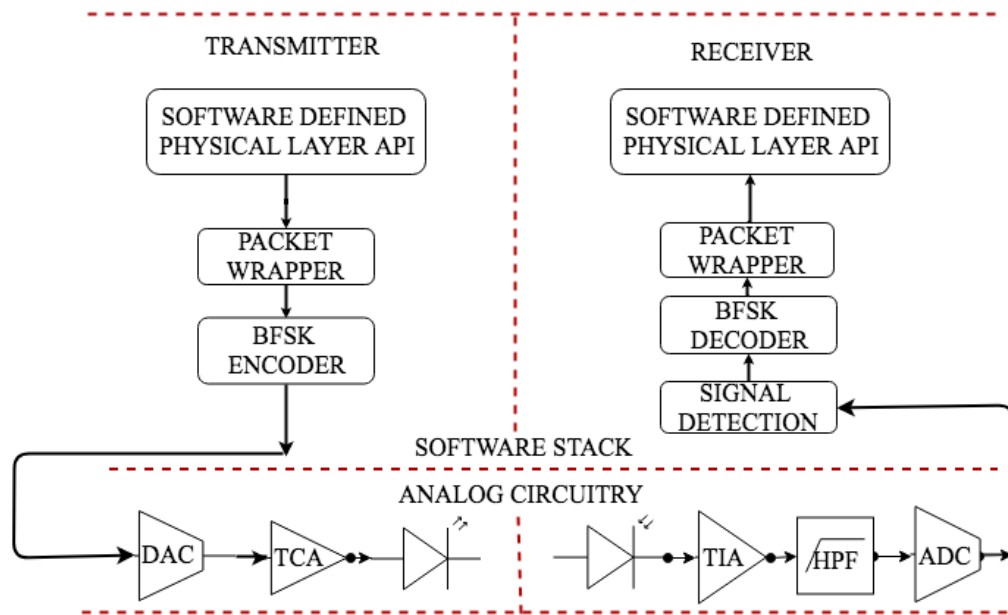 TRANSMITTER
SOFTWARE DEFINED
PHYSICAL LAYER API
PACKET
WRAPPER
BFSK
ENCODER
RECEIVER
SOFTWARE DEFINED
PHYSICAL LAYER API
PACKET
WRAPPER
BFSK
DECODER
SIGNAL
DETECTION
SOFTWARE STACK
ANALOG CIRCUITRY
DAC
TCA
TIA
HPF
ADC